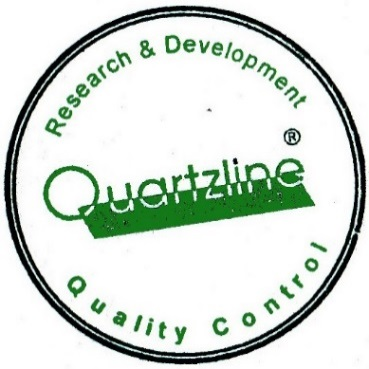 Research & Development
Quartzline®
Quality Control